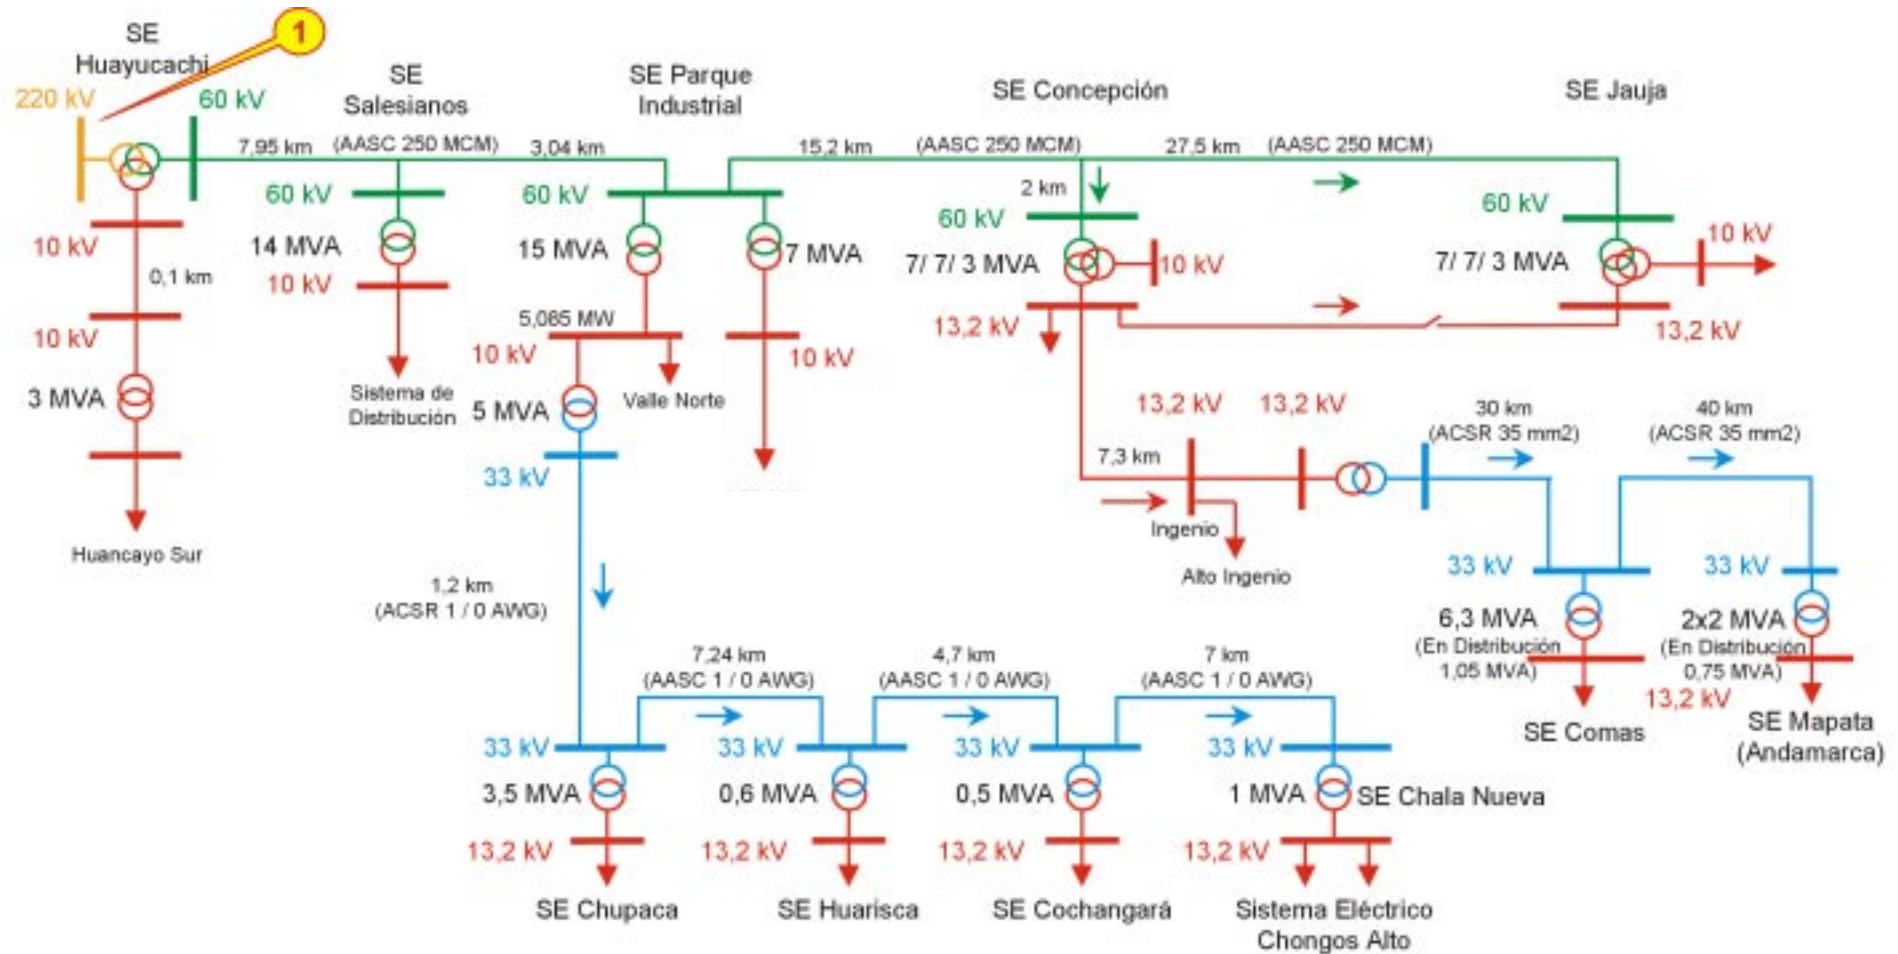 1
SE
Huayucachi
220 kV
60 kV
SE
Salesianos
SE Parque
Industrial
SE Concepción
SE Jauja
7,95 km
(AASC 250 MCM)
3,04 km
15,2 km
(AASC 250 MCM)
27,5 km
(AASC 250 MCM)
60 kV
60 kV
2 km
60 kV
60 kV
10 kV
0,1 km
14 MVA
10 kV
15 MVA
7 MVA
7/ 7/ 3 MVA
10 kV
7/ 7/ 3 MVA
10 kV
10 kV
5,085 MW
10 kV
10 kV
13,2 kV
13,2 kV
3 MVA
Sistema de
Distribución
5 MVA
Valle Norte
33 kV
Huancayo Sur
13,2 kV
13,2 kV
30 km
(ACSR 35 mm2)
40 km
(ACSR 35 mm2)
7,3 km
Ingenio
Alto Ingenio
33 kV
33 kV
6,3 MVA
(En Distribución
1,05 MVA)
2x2 MVA
(En Distribución
0,75 MVA)
13,2 kV
SE Comas
SE Mapata
(Andamarca)
1,2 km
(ACSR 1 / 0 AWG)
7,24 km
(AASC 1 / 0 AWG)
4,7 km
(AASC 1 / 0 AWG)
7 km
(AASC 1 / 0 AWG)
33 kV
33 kV
33 kV
33 kV
3,5 MVA
0,6 MVA
0,5 MVA
1 MVA
SE Chala Nueva
13,2 kV
13,2 kV
13,2 kV
13,2 kV
SE Chupaca
SE Huarisca
SE Cochangará
Sistema Eléctrico
Chongos Alto